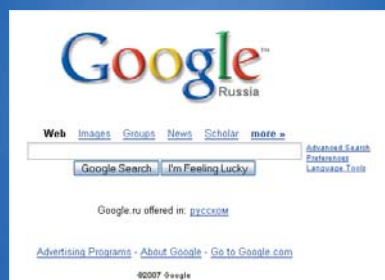 Google™
Russia
Web Images Groups News Scholar more »
Advanced Search
Preferences
Language Tools
Google Search I'm Feeling Lucky
Google.ru offered in: русском
Advertising Programs - About Google - Go to Google.com
©2007 Google